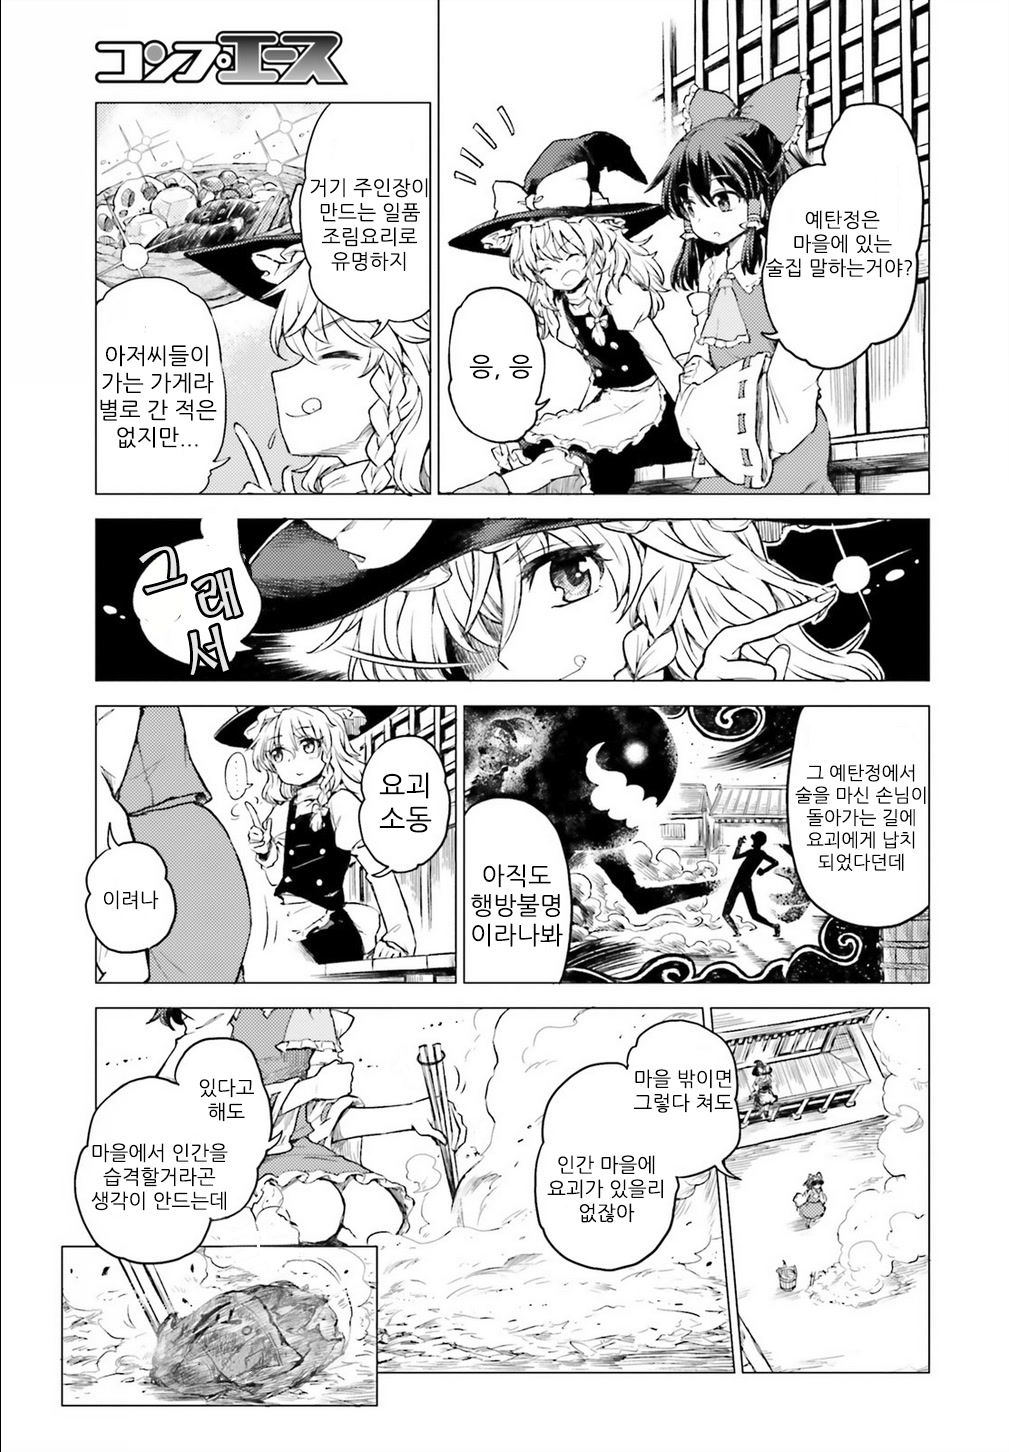 コンプエース
예탄정은
마을에 있는
술집 말하는거야?
응, 응
거기 주인장이
만드는 일품
조림요리로
유명하지
아저씨들이
가는 가게라
별로 간 적은
없지만...
그
래
서
그 예탄정에서
술을 마신 손님이
돌아가는 길에
요괴에게 납치
되었다던데
아직도
행방불명
이라나봐
요괴
소동
......
이려나
마을 밖이면
그렇다 쳐도
인간 마을에
요괴가 있을리
없잖아
있다고
해도
마을에서 인간을
습격할거라곤
생각이 안드는데